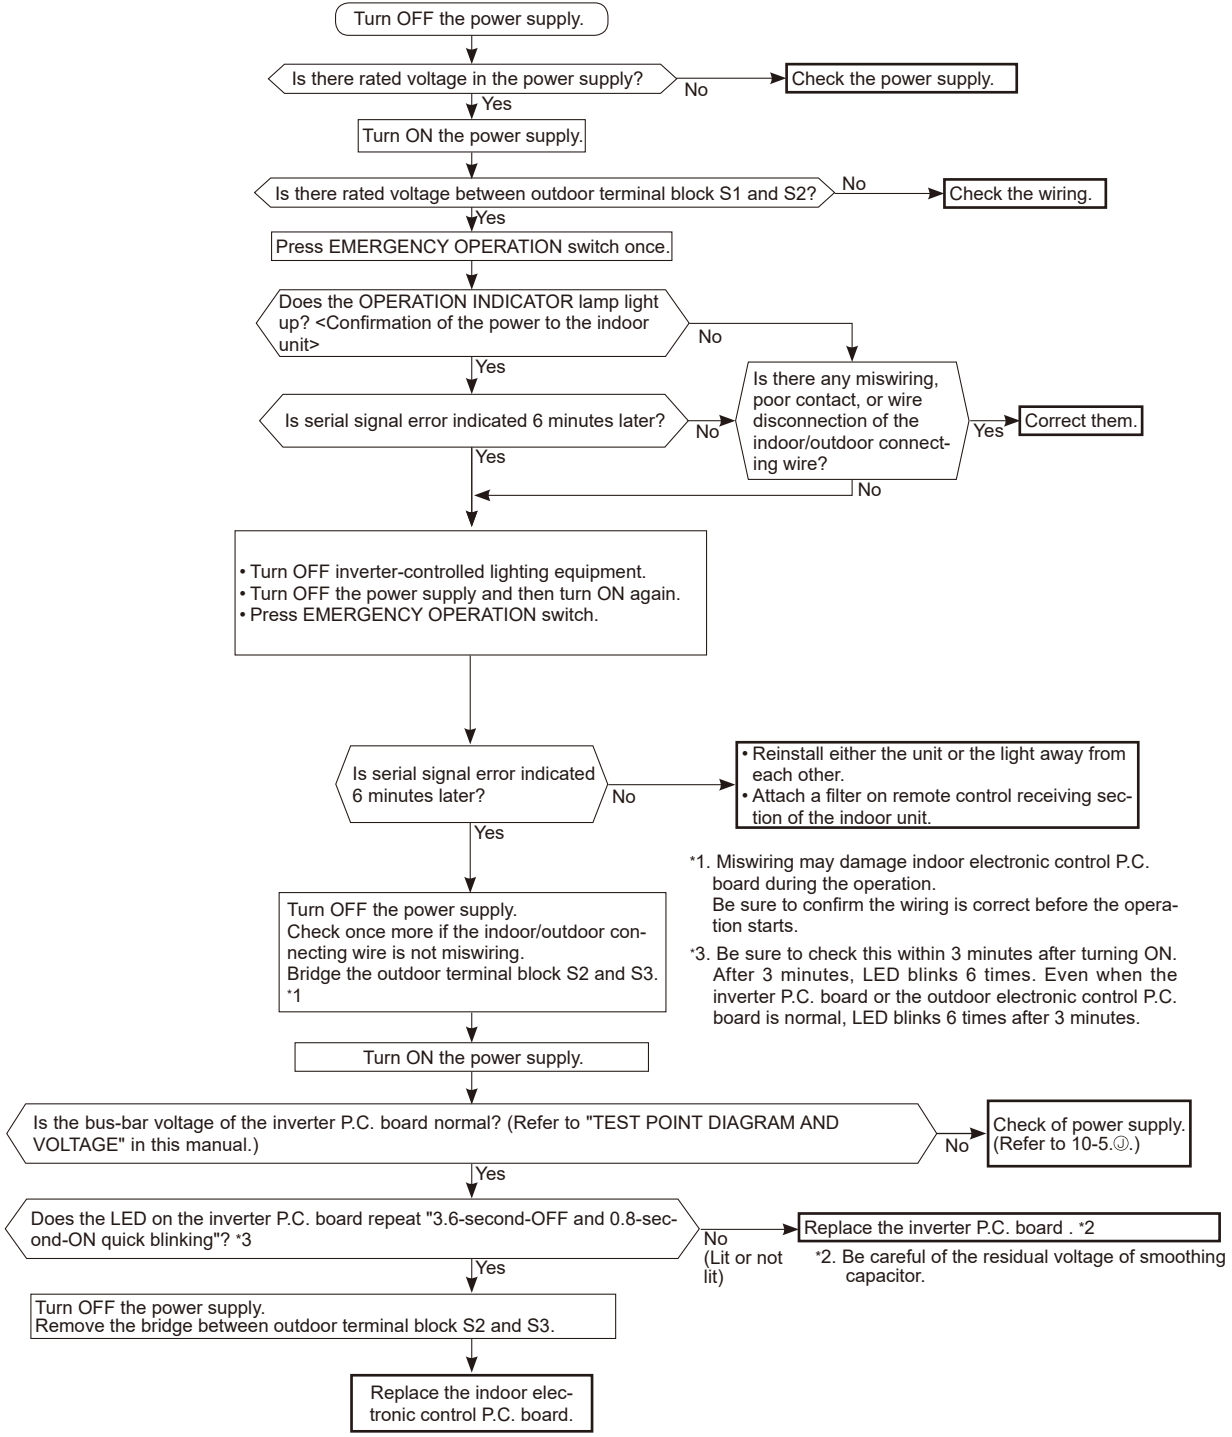 Turn OFF the power supply.
Is there rated voltage in the power supply?
No
Check the power supply.
Yes
Turn ON the power supply.
Is there rated voltage between outdoor terminal block S1 and S2?
No
Check the wiring.
Yes
Press EMERGENCY OPERATION switch once.
Does the OPERATION INDICATOR lamp light
up? <Confirmation of the power to the indoor
unit>
No
Yes
Is there any miswiring,
poor contact, or wire
disconnection of the
indoor/outdoor connect-
ing wire?
Yes
Correct them.
No
Is serial signal error indicated 6 minutes later?
No
Yes
• Turn OFF inverter-controlled lighting equipment.
• Turn OFF the power supply and then turn ON again.
• Press EMERGENCY OPERATION switch.
Is serial signal error indicated
6 minutes later?
No
• Reinstall either the unit or the light away from
each other.
• Attach a filter on remote control receiving sec-
tion of the indoor unit.
Yes
*1. Miswiring may damage indoor electronic control P.C.
board during the operation.
Be sure to confirm the wiring is correct before the opera-
tion starts.
*3. Be sure to check this within 3 minutes after turning ON.
After 3 minutes, LED blinks 6 times. Even when the
inverter P.C. board or the outdoor electronic control P.C.
board is normal, LED blinks 6 times after 3 minutes.
Turn OFF the power supply.
Check once more if the indoor/outdoor con-
necting wire is not miswiring.
Bridge the outdoor terminal block S2 and S3.
*1
Turn ON the power supply.
Is the bus-bar voltage of the inverter P.C. board normal? (Refer to "TEST POINT DIAGRAM AND
VOLTAGE" in this manual.)
No
Check of power supply.
(Refer to 10-5.Ⓙ.)
Yes
Does the LED on the inverter P.C. board repeat "3.6-second-OFF and 0.8-sec-
ond-ON quick blinking"? *3
No
(Lit or not
lit)
Replace the inverter P.C. board . *2
*2. Be careful of the residual voltage of smoothing
capacitor.
Yes
Turn OFF the power supply.
Remove the bridge between outdoor terminal block S2 and S3.
Replace the indoor elec-
tronic control P.C. board.